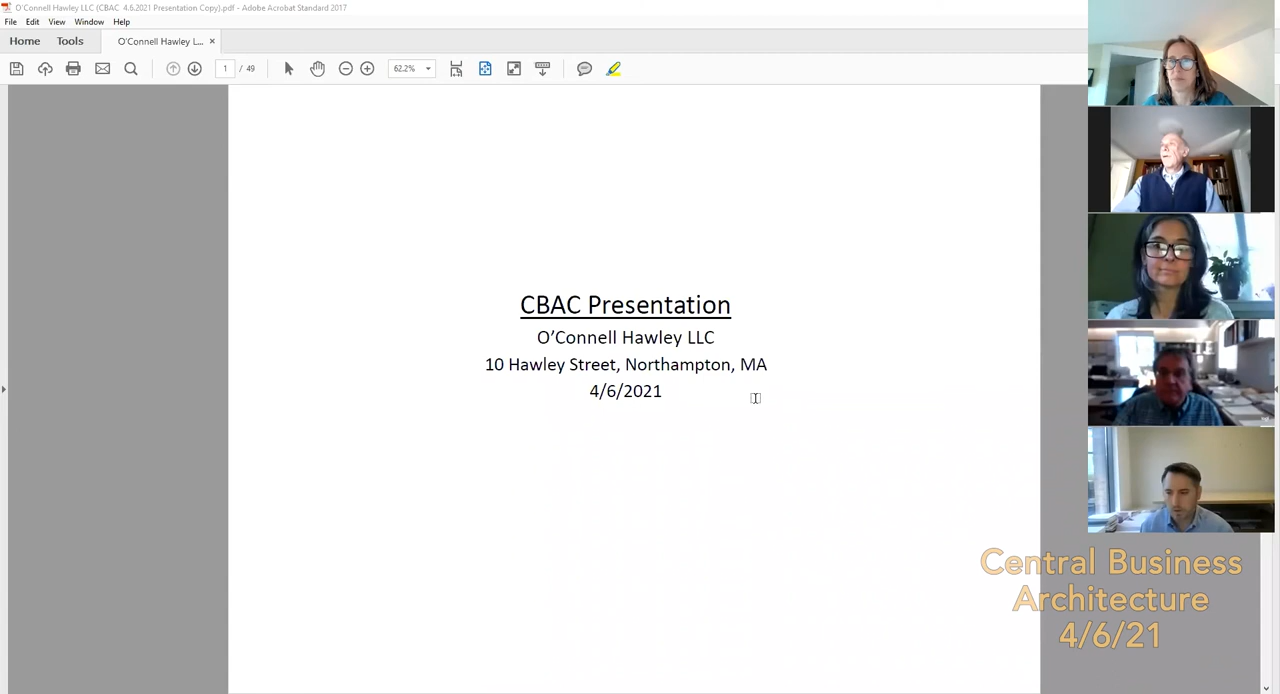 O'Connell Hawley LLC (CBAC  4.6.2021 Presentation Copy).pdf - Adobe Acrobat Standard 2017
File Edit View Window Help
Home Tools O'Connell Hawley L... ×
1 / 49 62.2%
CBAC Presentation
O'Connell Hawley LLC
10 Hawley Street, Northampton, MA
4/6/2021
Central Business
Architecture
4/6/21